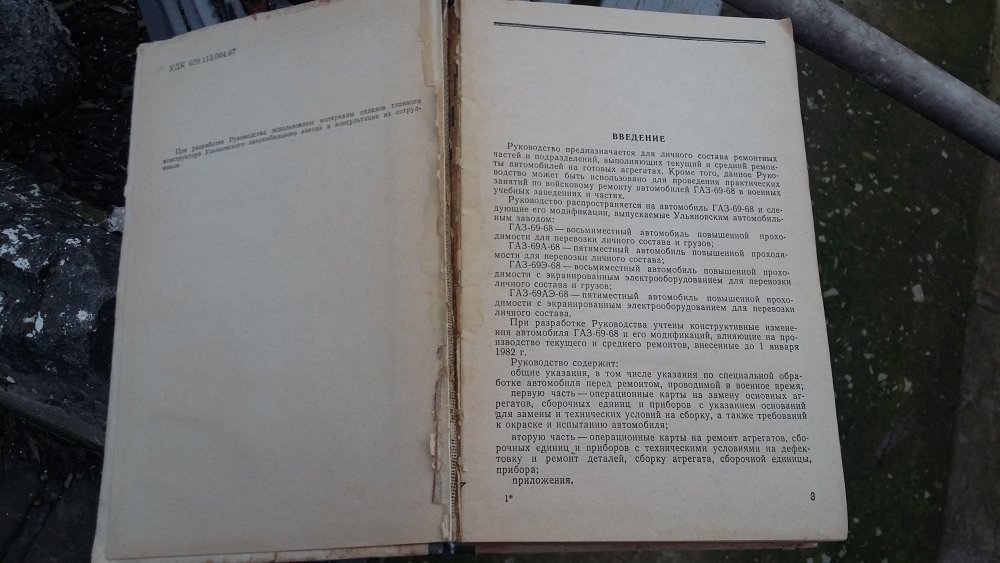 УДК 629.113.004.67
При разработке Руководства использованы материалы отделов главного
конструктора Ульяновского автомобильного завода и консультации их сотруд-
ников.
ВВЕДЕНИЕ
Руководство предназначается для личного состава ремонтных
частей и подразделений, выполняющих текущий и средний ремон-
ты автомобилей на готовых агрегатах. Кроме того, данное Руко-
водство может быть использовано для проведения практических
занятий по войсковому ремонту автомобилей ГАЗ-69-68 в военных
учебных заведениях и частях.
Руководство распространяется на автомобиль ГАЗ-69-68 и сле-
дующие его модификации, выпускаемые Ульяновским автомобиль-
ным заводом:
ГАЗ-69-68 — восьмиместный автомобиль повышенной прохо-
димости для перевозки личного состава и грузов;
ГАЗ-69А-68 — пятиместный автомобиль повышенной проходи-
мости для перевозки личного состава;
ГАЗ-69Э-68 — восьмиместный автомобиль повышенной прохо-
димости с экранированным электрооборудованием для перевозки
личного состава и грузов;
ГАЗ-69АЭ-68 — пятиместный автомобиль повышенной прохо-
димости с экранированным электрооборудованием для перевозки
личного состава.
При разработке Руководства учтены конструктивные измене-
ния автомобиля ГАЗ-69-68 и его модификаций, влияющие на про-
изводство текущего и среднего ремонтов, внесенные до 1 января
1982 г.
Руководство содержит:
общие указания, в том числе указания по специальной обра-
ботке автомобиля перед ремонтом, проводимой в военное время;
первую часть — операционные карты на замену основных аг-
регатов, сборочных единиц и приборов с указанием оснований
для замены и технических условий на сборку, а также требований
к окраске и испытанию автомобиля;
вторую часть — операционные карты на ремонт агрегатов, сбо-
рочных единиц и приборов с техническими условиями на дефек-
товку и ремонт деталей, сборку агрегата, сборочной единицы,
прибора;
приложения.
1*
3